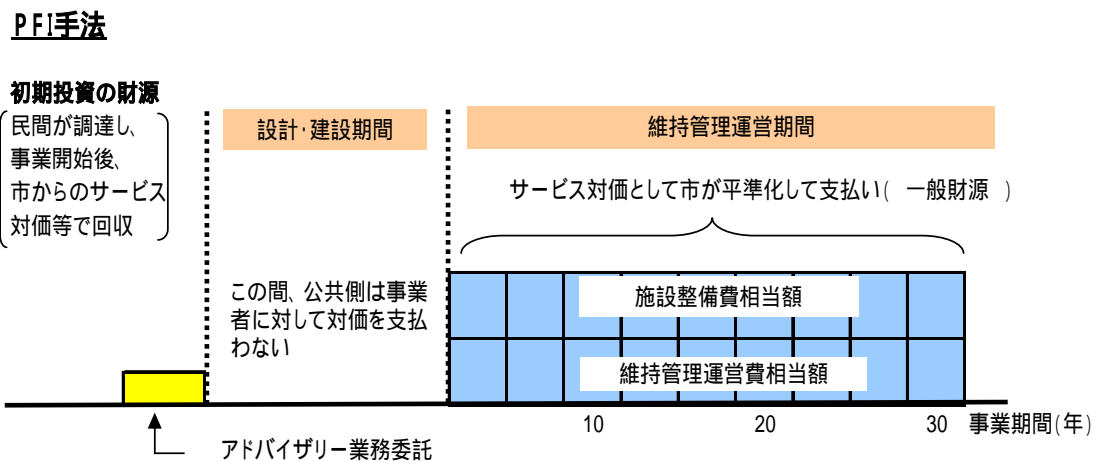 PFI手法
初期投資の財源
民間が調達し、
事業開始後、
市からのサービス
対価等で回収
設計・建設期間
維持管理運営期間
サービス対価として市が平準化して支払い( 一般財源 )
この間、公共側は事業
者に対して対価を支払
わない
施設整備費相当額
維持管理運営費相当額
10 20 30 事業期間(年)
アドバイザリー業務委託